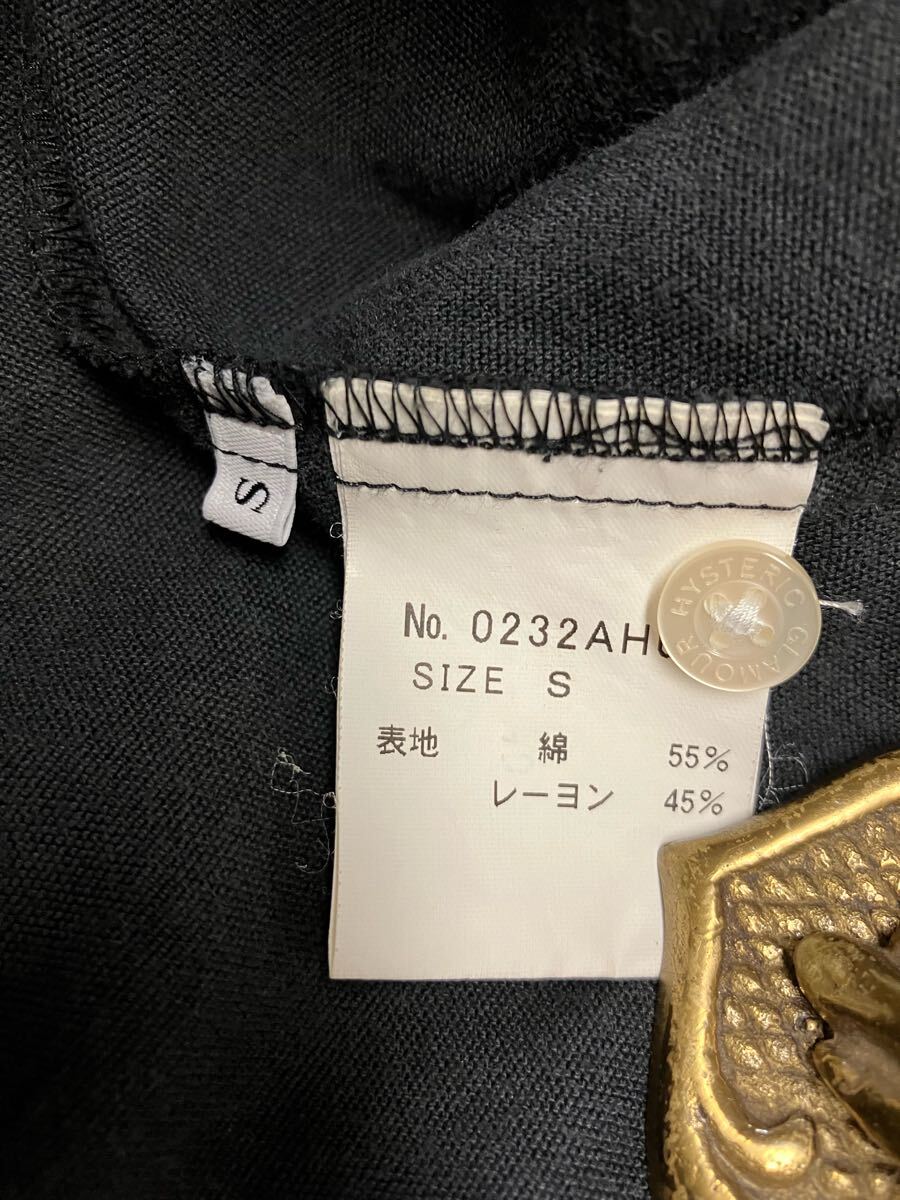 S
No. 0232AH
SIZE S
表地 綿 55%
レーヨン 45%
HYSTERIC GLAMOUR